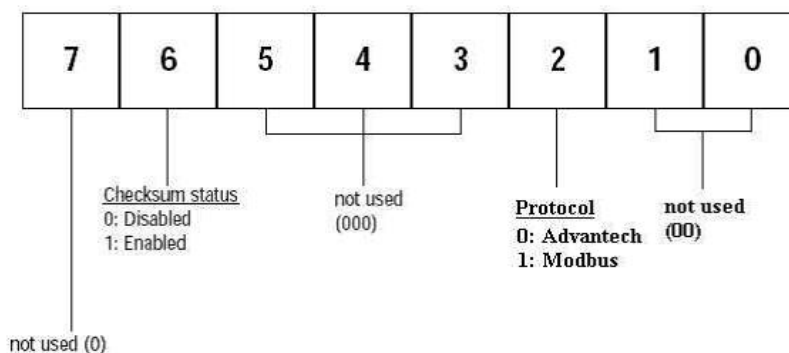 7 6 5 4 3 2 1 0
Checksum status
0: Disabled
1: Enabled
not used
(000)
Protocol
0: Advantech
1: Modbus
not used
(00)
not used (0)